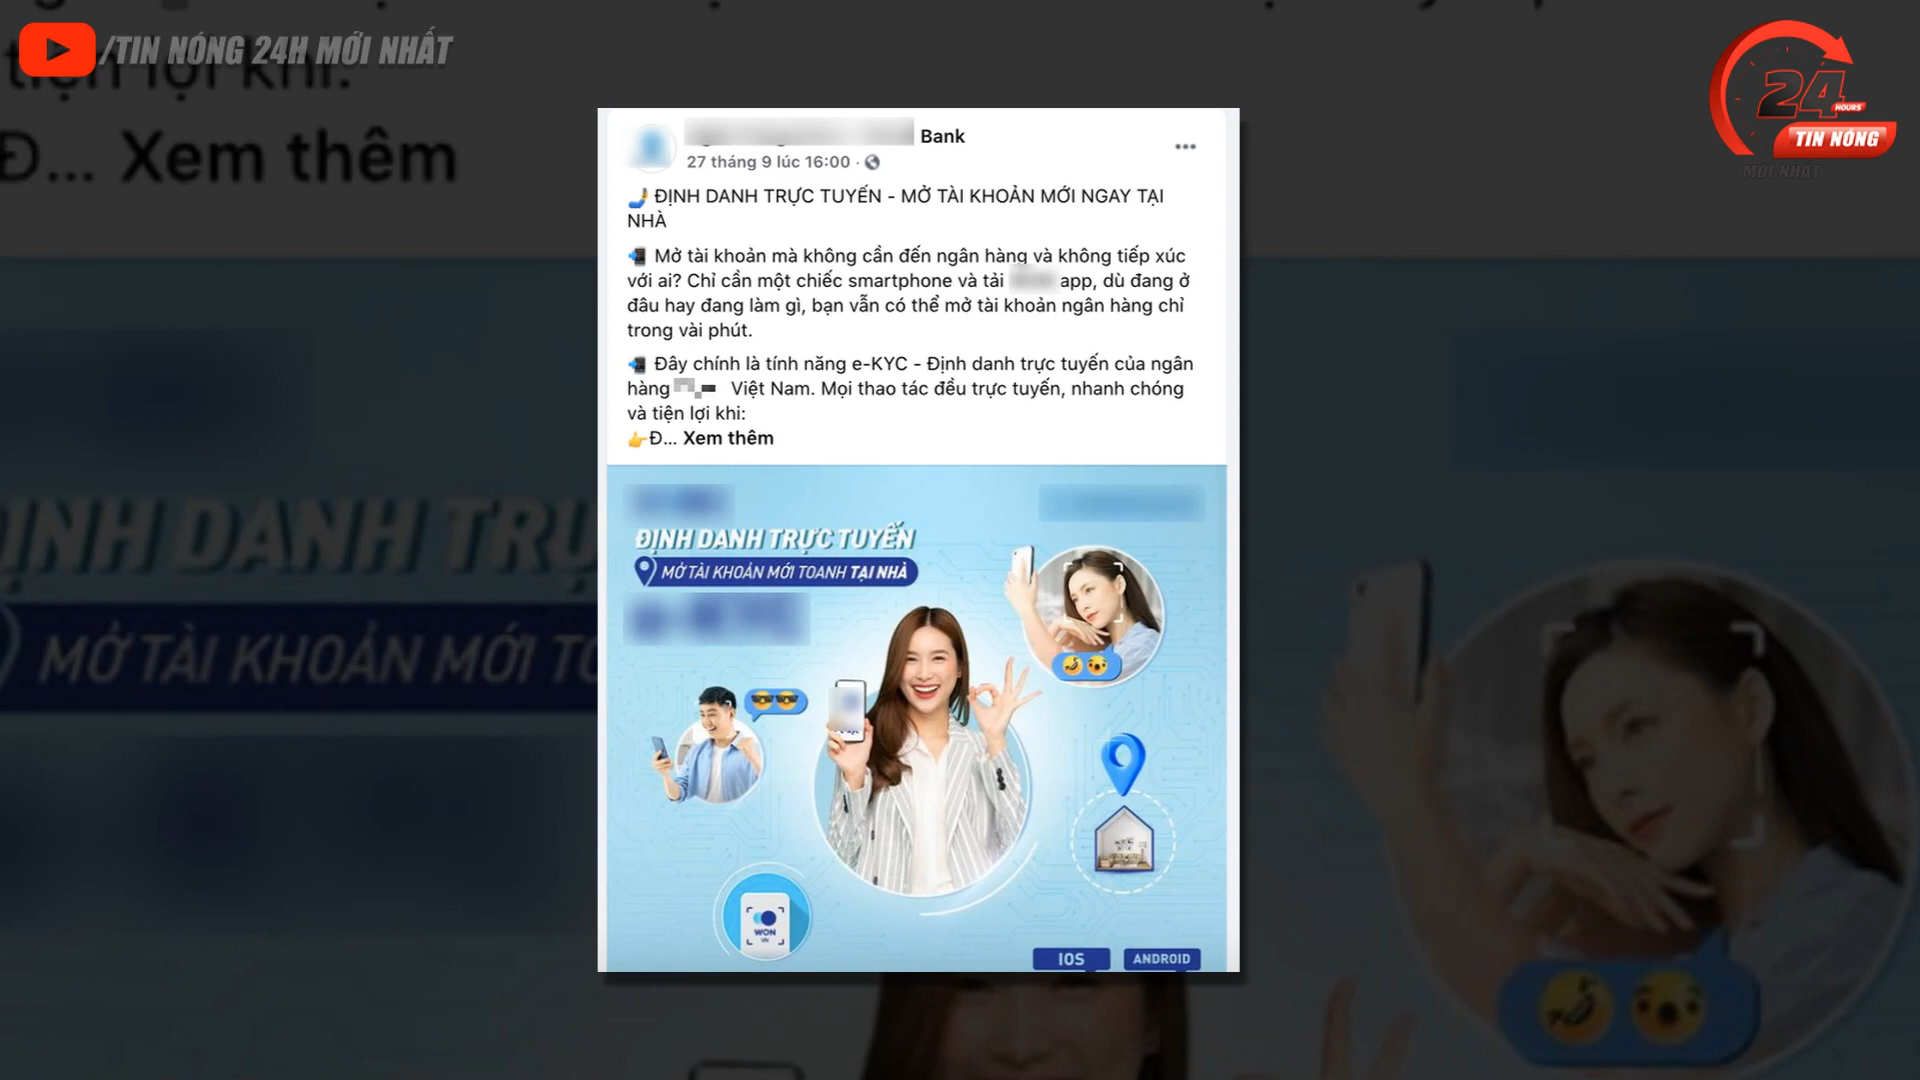 /TIN NÓNG 24H MỚI NHẤT
tiện lợi khi:
Đ... Xem thêm
24
HOURS
TIN NÓNG
MỚI NHẤT
Bank
27 tháng 9 lúc 16:00
ĐỊNH DANH TRỰC TUYẾN - MỞ TÀI KHOẢN MỚI NGAY TẠI
NHÀ
Mở tài khoản mà không cần đến ngân hàng và không tiếp xúc
với ai? Chỉ cần một chiếc smartphone và tải app, dù đang ở
đâu hay đang làm gì, bạn vẫn có thể mở tài khoản ngân hàng chỉ
trong vài phút.
Đây chính là tính năng e-KYC - Định danh trực tuyến của ngân
hàng Việt Nam. Mọi thao tác đều trực tuyến, nhanh chóng
và tiện lợi khi:
Đ... Xem thêm
ĐỊNH DANH TRỰC TUYẾN
MỞ TÀI KHOẢN MỚI TOANH TẠI NHÀ
WON
VN
IOS
ANDROID